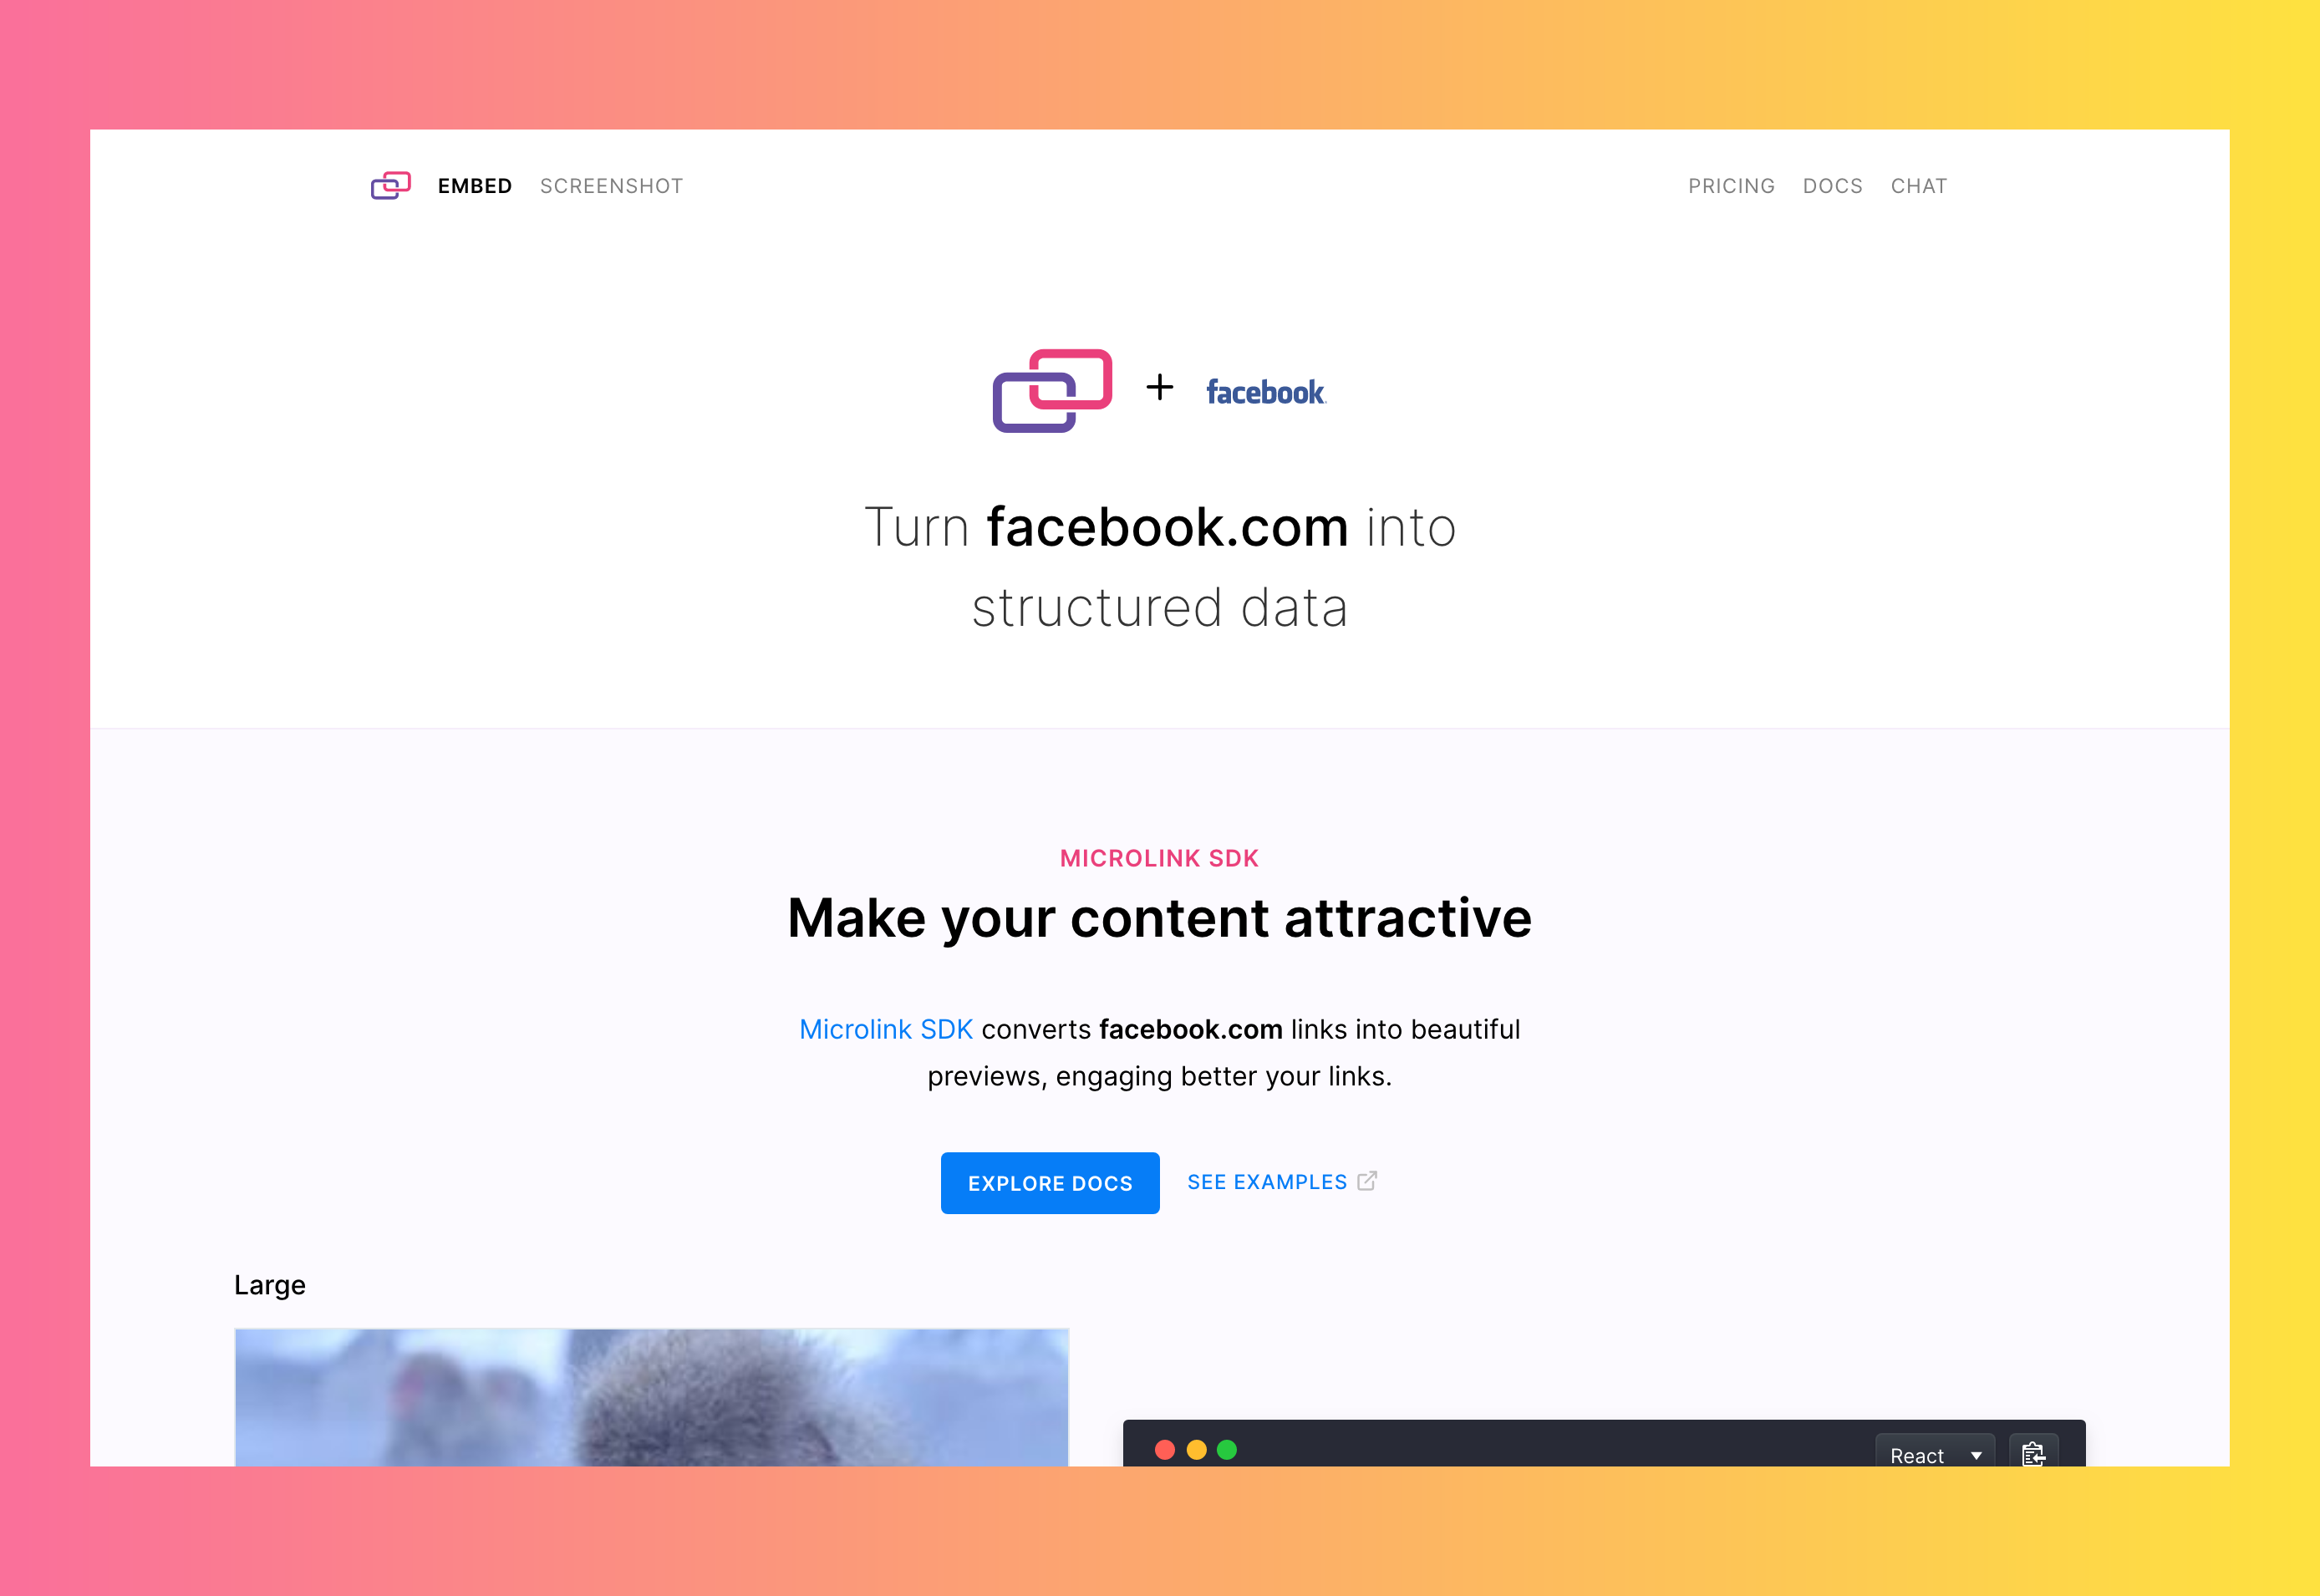 EMBED SCREENSHOT PRICING DOCS CHAT
facebook
Turn facebook.com into
structured data
MICROLINK SDK
Make your content attractive
Microlink SDK converts facebook.com links into beautiful
previews, engaging better your links.
EXPLORE DOCS SEE EXAMPLES
Large
React